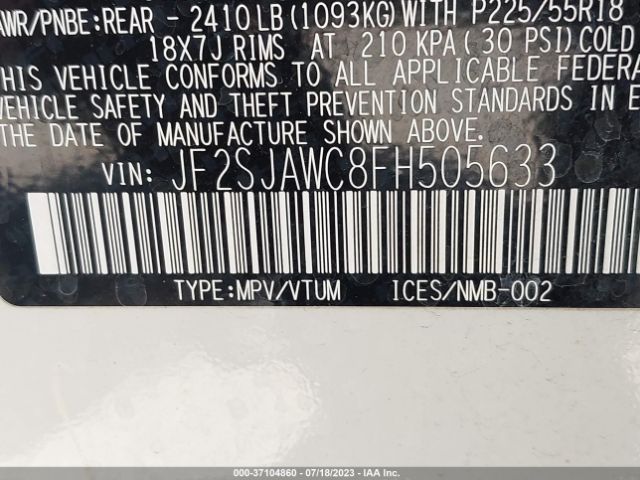 WR/PNBE: REAR - 2410 LB (1093KG) WITH P225/55R18
18X7J RIMS AT 210 KPA (30 PSI) COLD
THIS VEHICLE CONFORMS TO ALL APPLICABLE FEDERA
VEHICLE SAFETY AND THEFT PREVENTION STANDARDS IN E
THE DATE OF MANUFACTURE SHOWN ABOVE.
VIN: JF2SJAWC8FH505633
TYPE:MPV/VTUM ICES/NMB-002
000-37104860 07/18/2023 - IAA Inc.